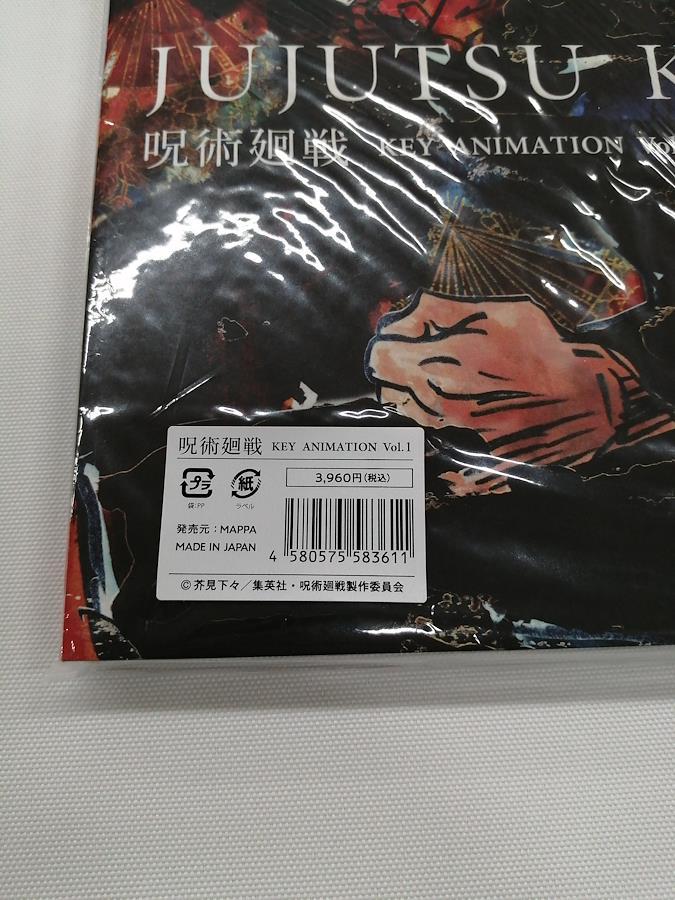 JUJUTSU K
呪術廻戦 KEY ANIMATION Vol
呪術廻戦 KEY ANIMATION Vol.1
プラ 紙 3,960円(税込)
袋:PP ラベル
発売元:MAPPA
MADE IN JAPAN
4 580575 583611
©芥見下々/集英社・呪術廻戦製作委員会